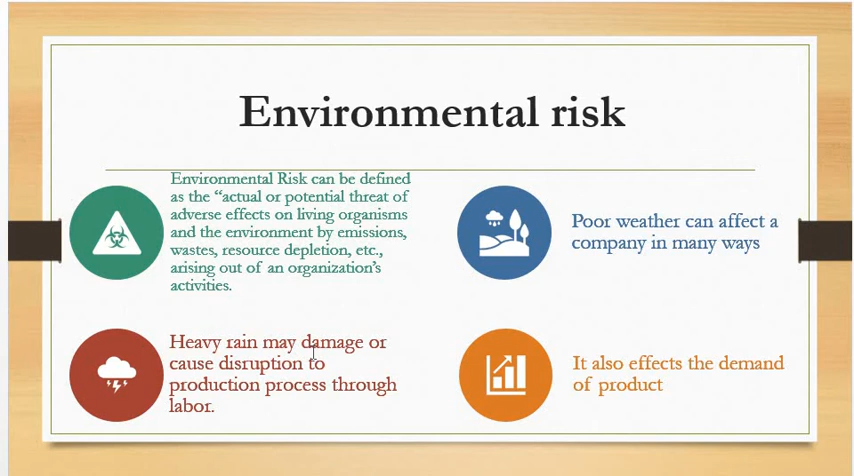 Environmental risk
Environmental Risk can be defined
as the “actual or potential threat of
adverse effects on living organisms
and the environment by emissions,
wastes, resource depletion, etc.,
arising out of an organization’s
activities.
Poor weather can affect a
company in many ways
Heavy rain may damage or
cause disruption to
production process through
labor.
It also effects the demand
of product